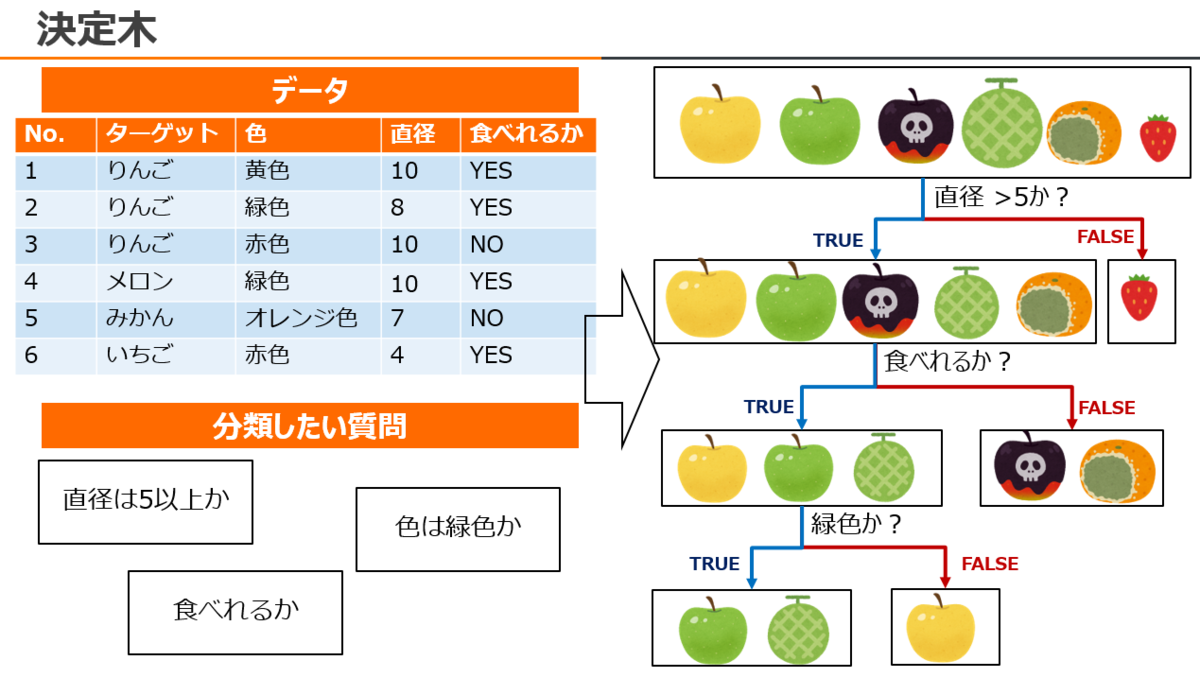 決定木
データ
No. ターゲット 色 直径 食べれるか
1 りんご 黄色 10 YES
2 りんご 緑色 8 YES
3 りんご 赤色 10 NO
4 メロン 緑色 10 YES
5 みかん オレンジ色 7 NO
6 いちご 赤色 4 YES
分類したい質問
直径は5以上か
色は緑色か
食べれるか
直径 >5か？
TRUE
FALSE
食べれるか？
TRUE
FALSE
緑色か？
TRUE
FALSE